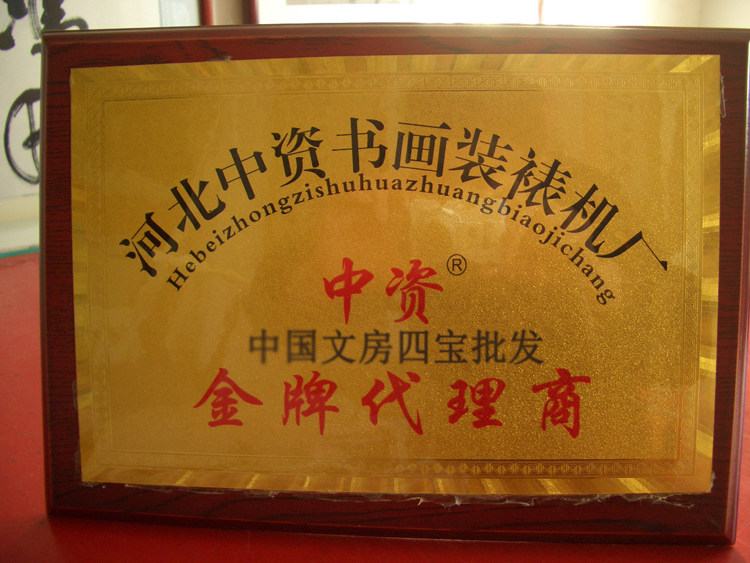 河北中资书画装裱机厂
Hebeizhongzishuhuazhuangbiaojichang
中资®
中国文房四宝批发
金牌代理商